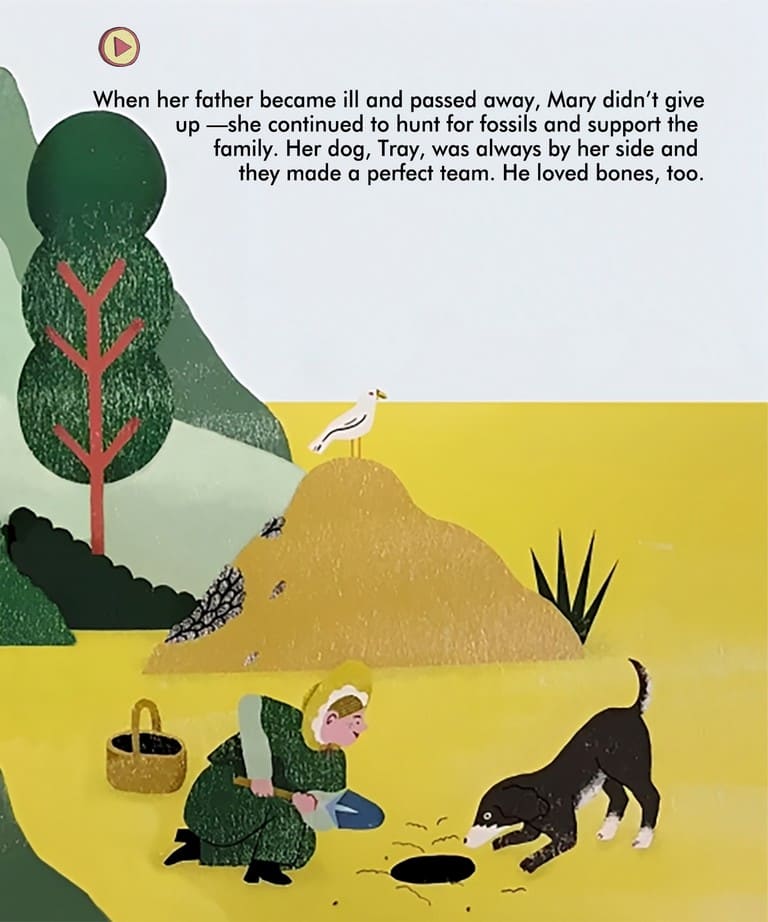 When her father became ill and passed away, Mary didn't give
up —she continued to hunt for fossils and support the
family. Her dog, Tray, was always by her side and
they made a perfect team. He loved bones, too.